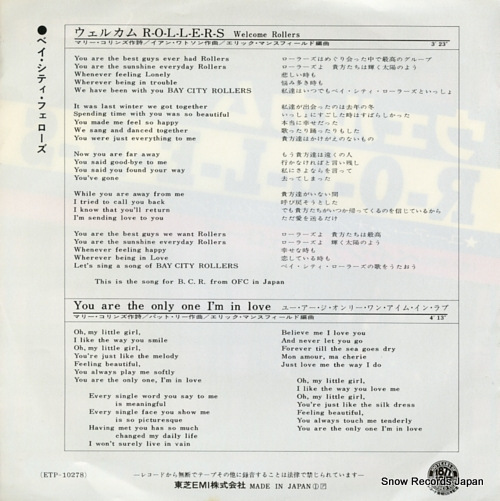 ●ベイ・シティ・フェローズ
ウェルカム R-O-L-L-E-R-S Welcome Rollers
マリー・コリンズ作詩/イアン・ワトソン作曲/エリック・マンスフィールド編曲 3′23″
You are the best guys ever had Rollers
You are the sunshine everyday Rollers
Whenever feeling Lonely
Wherever being in trouble
We have been with you BAY CITY ROLLERS
ローラーズはめぐり会った中で最高のグループ
ローラーズよ 貴方たちは輝く太陽のよう
悲しい時も
悩み多き時も
私達はいつでもベイ・シティ・ローラーズといっしょ
It was last winter we got together
Spending time with you was so beautiful
You made me feel so happy
We sang and danced together
You were just everything to me
私達が出会ったのは去年の冬
いっしょにすごした時はすばらしかった
本当に幸せだった
歌ったり踊ったりもした
貴方達はかけがえのないもの
Now you are far away
You said good-bye to me
You said you found your way
You've gone
もう貴方達は遠くの人
行かなければと言い残し
私にさよならを言って
去ってしまった
While you are away from me
I tried to call you back
I know that you'll return
I'm sending love to you
貴方達がいない間
呼び戻そうとした
でも貴方たちがいつか帰ってくるのを信じているから
ただ愛を送るだけ
You are the best guys we want Rollers
You are the sunshine everyday Rollers
Whenever feeling happy
Wherever being in Love
Let's sing a song of BAY CITY ROLLERS
ローラーズよ 貴方たちは最高
ローラーズよ 輝く太陽のよう
幸せな時も
恋している時も
ベイ・シティ・ローラーズの歌をうたおう
This is the song for B.C.R. from OFC in Japan
You are the only one I'm in love ユー・アー・ジ・オンリー・ワン・アイム・イン・ラブ
マリー・コリンズ作詩/パット・リー作曲/エリック・マンスフィールド編曲 4′13″
Oh, my little girl,
I like the way you smile
Oh, my little girl,
You're just like the melody
Feeling beautiful,
You always play me softly
You are the only one, I'm in love
Every single word you say to me
is meaningful
Every single face you show me
is so picturesque
Having met you has so much
changed my daily life
I won't surely live in vain
Believe me I love you
And never let you go
Forever till the sea goes dry
Mon amour, ma cherie
Just love me the way I do
Oh, my little girl,
I like the way you love me
Oh, my little girl,
You're just like the silk dress
Feeling beautiful,
You always touch me tenderly
You are the only one I'm in love
(ETP-10278)
—レコードから無断でテープその他に録音することは法律で禁じられています—
東芝EMI株式会社 MADE IN JAPAN
Snow Records Japan